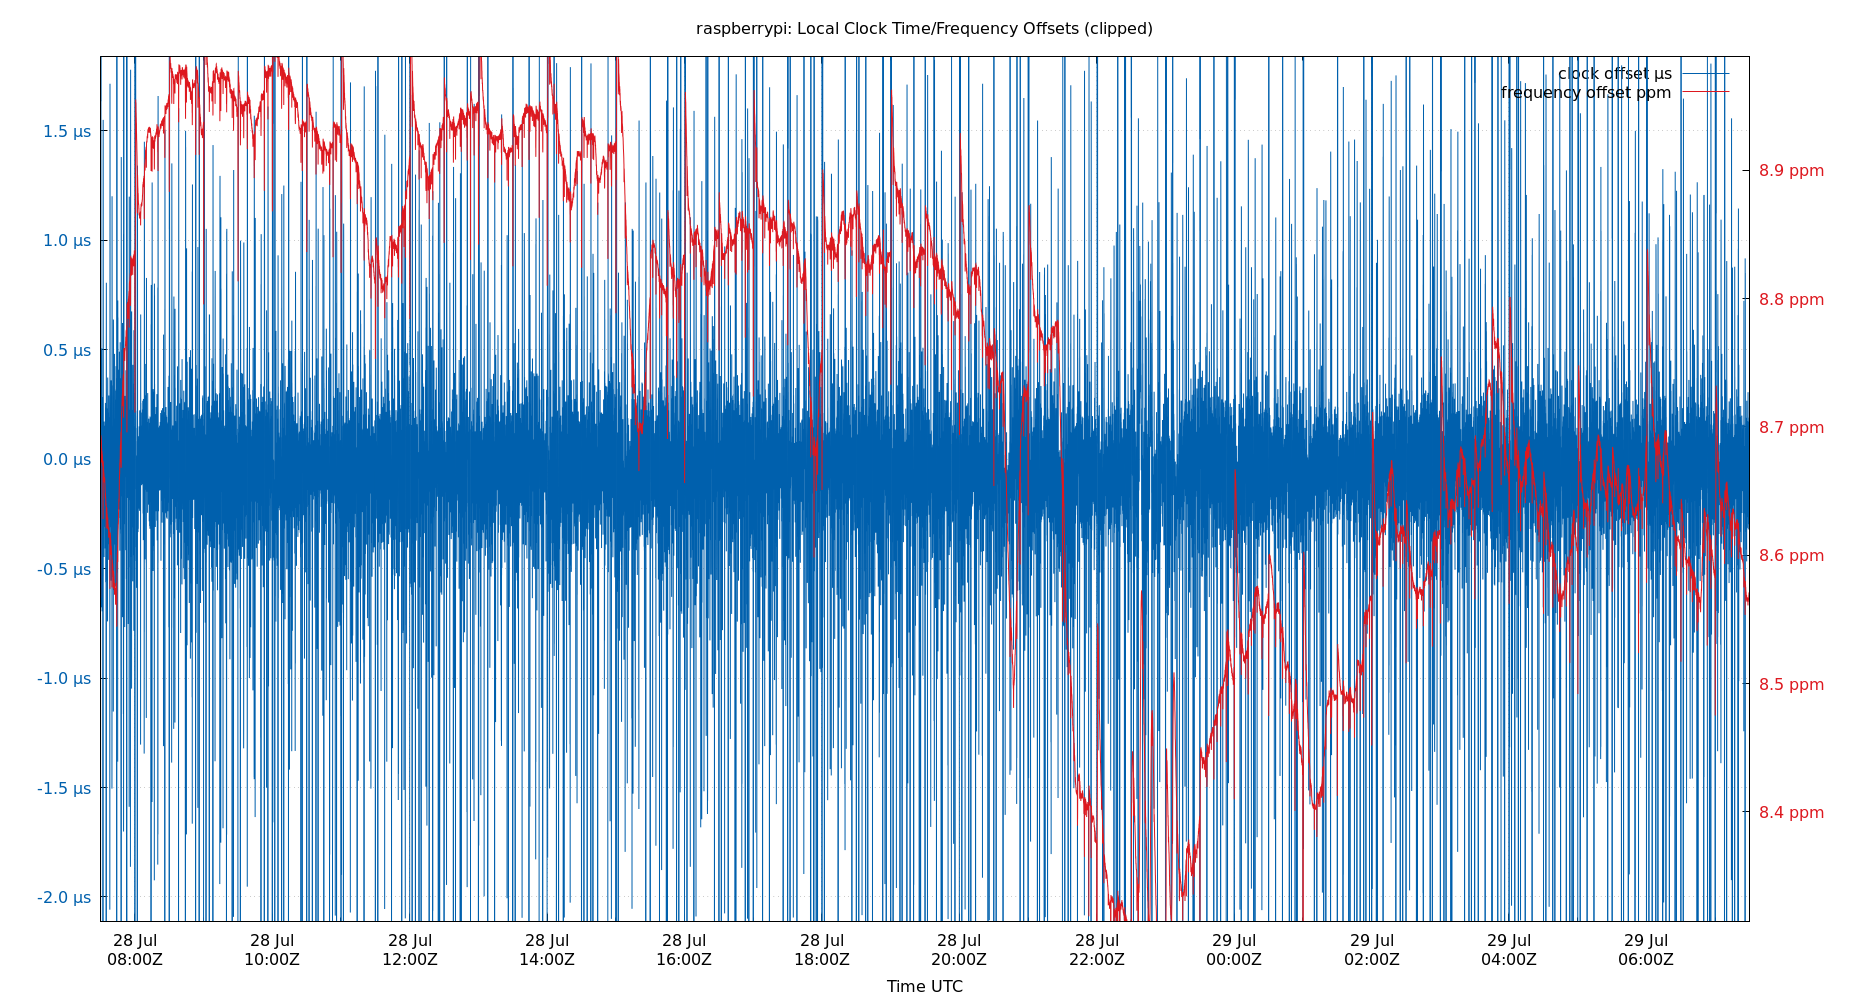 raspberrypi: Local Clock Time/Frequency Offsets (clipped)
clock offset µs
frequency offset ppm
1.5 µs
1.0 µs
0.5 µs
0.0 µs
-0.5 µs
-1.0 µs
-1.5 µs
-2.0 µs
8.9 ppm
8.8 ppm
8.7 ppm
8.6 ppm
8.5 ppm
8.4 ppm
28 Jul 28 Jul 28 Jul 28 Jul 28 Jul 28 Jul 28 Jul 28 Jul 29 Jul 29 Jul 29 Jul 29 Jul
08:00Z 10:00Z 12:00Z 14:00Z 16:00Z 18:00Z 20:00Z 22:00Z 00:00Z 02:00Z 04:00Z 06:00Z
Time UTC